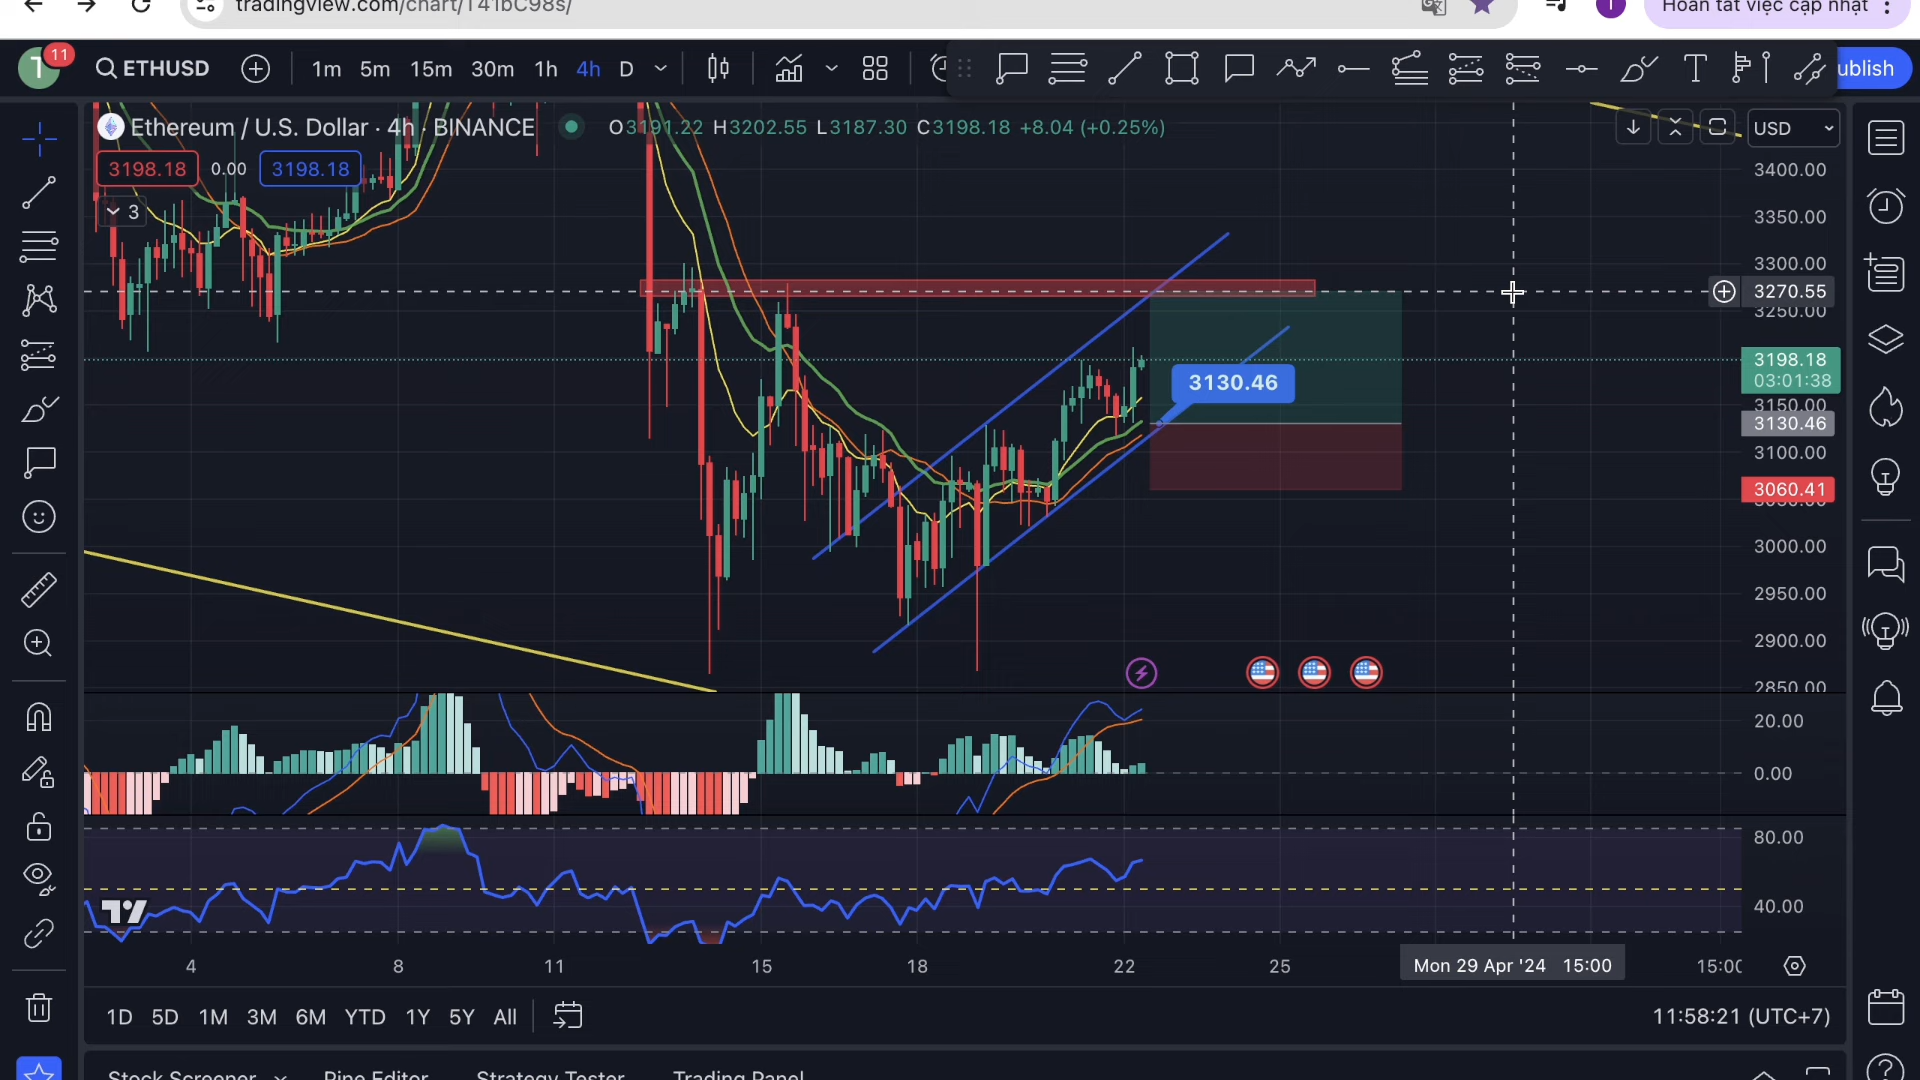 tradingview.com/chart/T41bC98s/
Hoàn tất việc cập nhật
11
T
ETHUSD
1m 5m 15m 30m 1h 4h D
ublish
Ethereum / U.S. Dollar · 4h · BINANCE
O3191.22 H3202.55 L3187.30 C3198.18 +8.04 (+0.25%)
USD
3198.18 0.00 3198.18
3
3400.00
3350.00
3300.00
3270.55
3250.00
3198.18
03:01:38
3130.46
3150.00
3130.46
3100.00
3060.41
3000.00
2950.00
2900.00
2850.00
20.00
0.00
80.00
40.00
4 8 11 15 18 22 25 Mon 29 Apr '24 15:00 15:00
1D 5D 1M 3M 6M YTD 1Y 5Y All
11:58:21 (UTC+7)
Stock Screener Pine Editor Strategy Tester Trading Panel